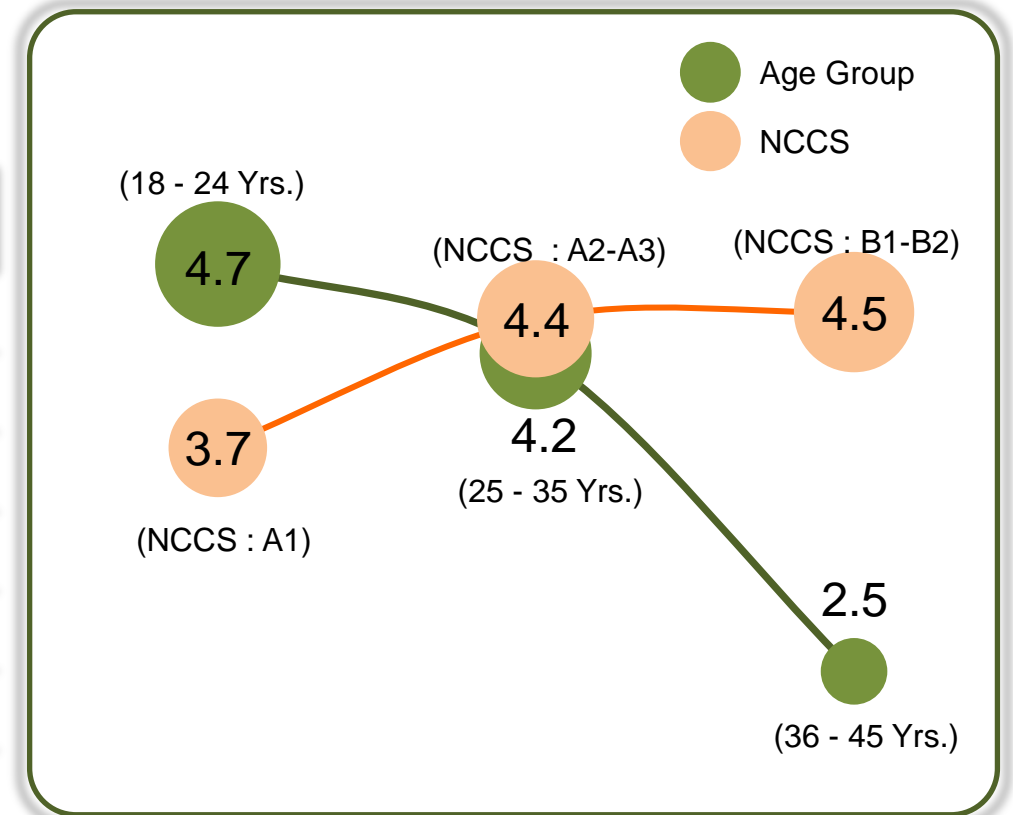 Age Group
NCCS
(18 - 24 Yrs.)
4.7
(NCCS : A2-A3)
4.4
(NCCS : B1-B2)
4.5
3.7
(NCCS : A1)
4.2
(25 - 35 Yrs.)
2.5
(36 - 45 Yrs.)